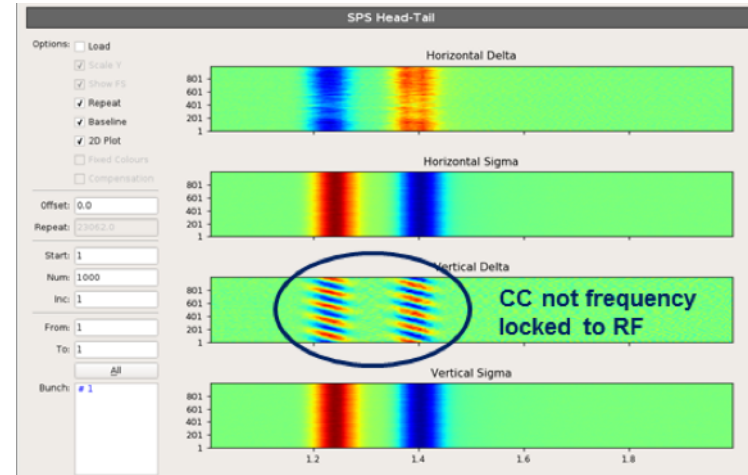 SPS Head-Tail
Options: Load
Scale Y
Show FS
Repeat
Baseline
2D Plot
Fixed Colours
Compensation
Offset: 0.0
Repeat: 23062.0
Start: 1
Num: 1000
Inc: 1
From: 1
To: 1
All
Bunch: # 1
Horizontal Delta
801
601
401
201
1
Horizontal Sigma
801
601
401
201
1
Vertical Delta
801
601
401
201
1
CC not frequency
locked to RF
Vertical Sigma
801
601
401
201
1
1.2 1.4 1.6 1.8